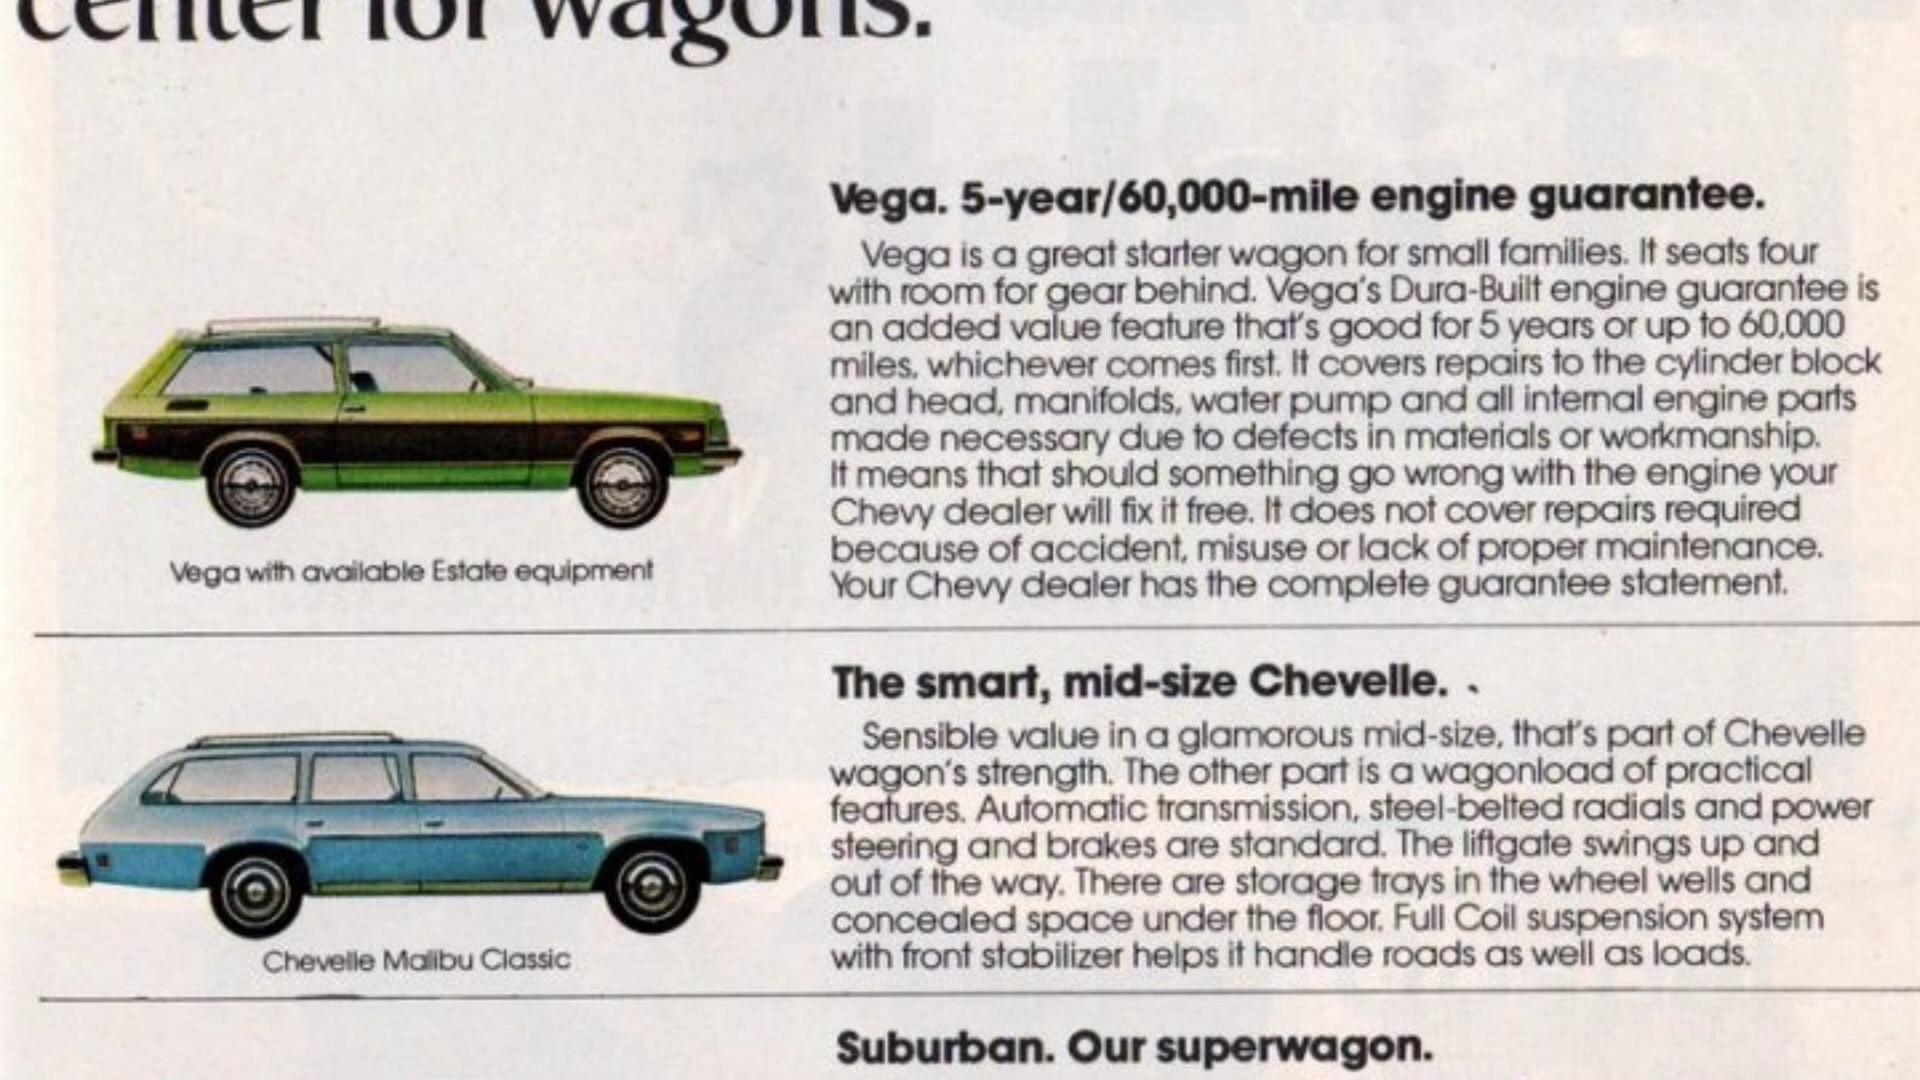 center for wagons.
Vega. 5-year/60,000-mile engine guarantee.
Vega is a great starter wagon for small families. It seats four
with room for gear behind. Vega's Dura-Built engine guarantee is
an added value feature that's good for 5 years or up to 60,000
miles, whichever comes first. It covers repairs to the cylinder block
and head, manifolds, water pump and all internal engine parts
made necessary due to defects in materials or workmanship.
It means that should something go wrong with the engine your
Chevy dealer will fix it free. It does not cover repairs required
because of accident, misuse or lack of proper maintenance.
Your Chevy dealer has the complete guarantee statement.
Vega with available Estate equipment
The smart, mid-size Chevelle.
Sensible value in a glamorous mid-size, that's part of Chevelle
wagon's strength. The other part is a wagonload of practical
features. Automatic transmission, steel-belted radials and power
steering and brakes are standard. The liftgate swings up and
out of the way. There are storage trays in the wheel wells and
concealed space under the floor. Full Coil suspension system
with front stabilizer helps it handle roads as well as loads.
Chevelle Malibu Classic
Suburban. Our superwagon.